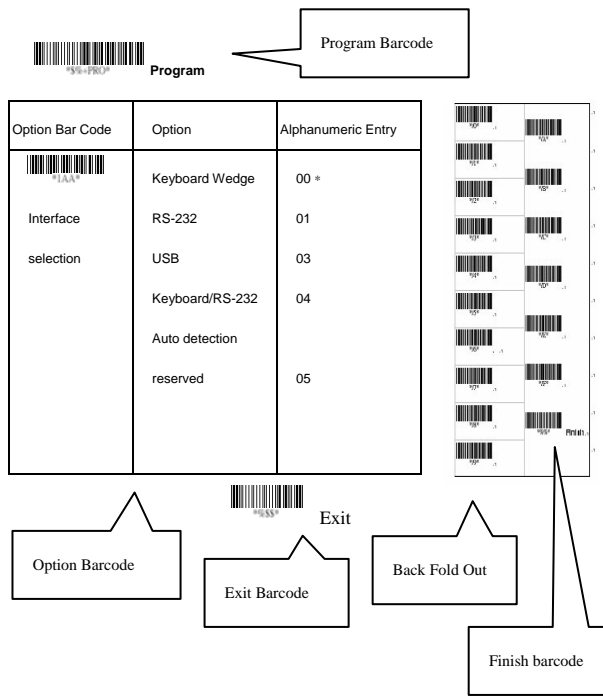 Program Barcode
*$%+PRO* Program
Option Bar Code Option Alphanumeric Entry
*1AA*
Keyboard Wedge 00 *
Interface RS-232 01
selection USB 03
Keyboard/RS-232 04
Auto detection
reserved 05
Finish
*%$$* Exit
Option Barcode
Exit Barcode
Back Fold Out
Finish barcode